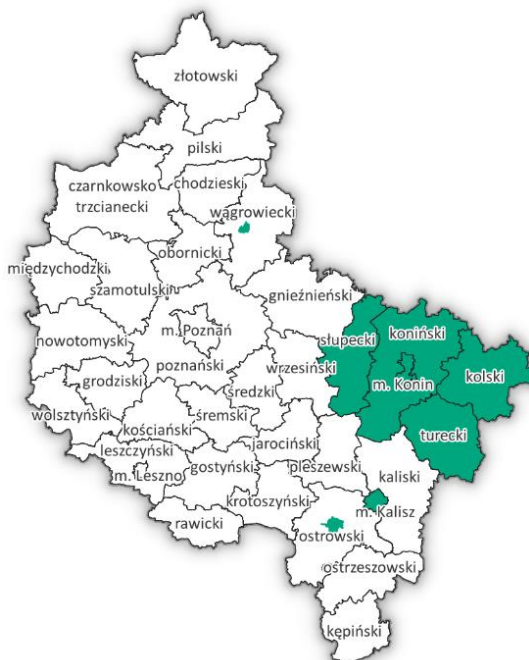 złotowski
pilski
czarnkowsko
trzcianecki
chodzieski
wągrowiecki
obornicki
międzychodzki
szamotulski
gnieźnieński
m. Poznań
nowotomyski
poznański
słupecki
koniński
wrzesiński
m. Konin
kolski
grodziski
średzki
wolsztyński
kościański
śremski
turecki
jarociński
leszczyński
m. Leszno
gostyński
pleszewski
kaliski
krotoszyński
m. Kalisz
rawicki
ostrowski
ostrzeszowski
kępiński